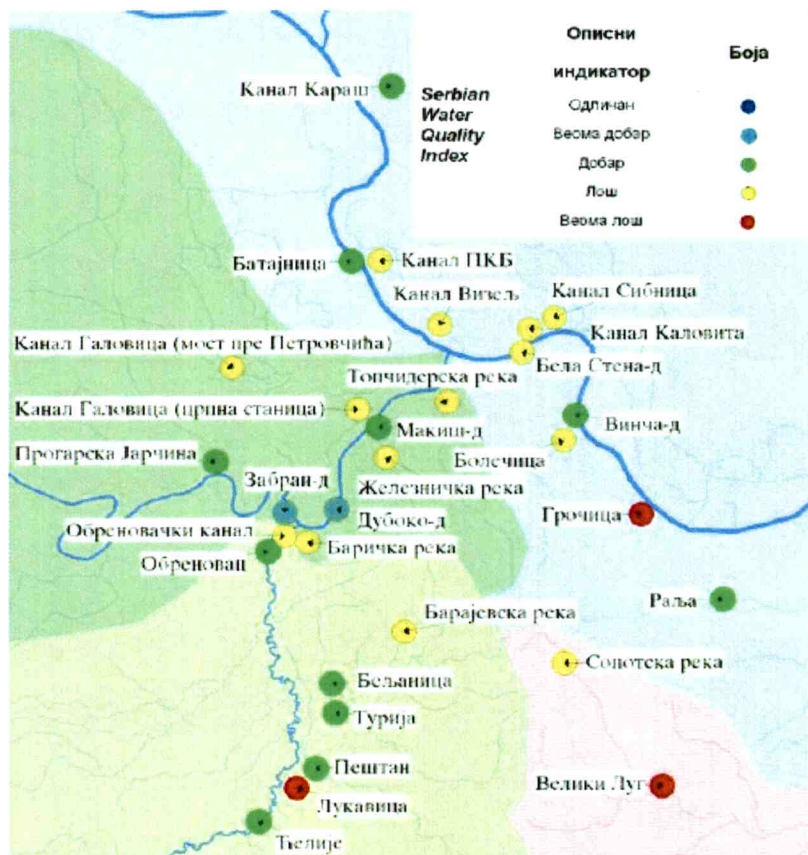 Описни
индикатор
Боја
Serbian
Water
Quality
Index
Одличан
Веома добар
Добар
Лош
Веома лош
Канал Караш
Батајница
Канал ПКБ
Канал Визељ
Канал Сибница
Канал Каловита
Бела Стена-д
Канал Галовица (мост пре Петровчића)
Топчидерска река
Канал Галовица (црпна станица)
Макиш-д
Винча-д
Болечица
Прогарска Јарчина
Забран-д
Железничка река
Дубоко-д
Грочица
Обреновачки канал
Баричка река
Обреновац
Раља
Барајевска река
Сопотска река
Бељаница
Турија
Пештан
Лукавица
Велики Луг
Ћелије